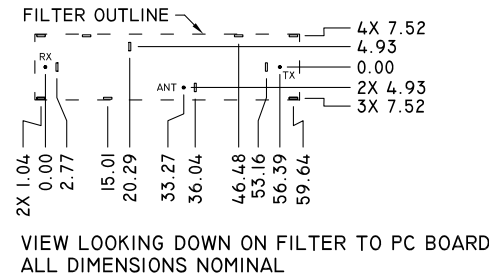 FILTER OUTLINE
4X 7.52
4.93
RX
0.00
TX
ANT
2X 4.93
3X 7.52
2X 1.04
0.00
2.77
15.01
20.29
33.27
36.04
46.48
53.16
56.39
59.64
VIEW LOOKING DOWN ON FILTER TO PC BOARD
ALL DIMENSIONS NOMINAL